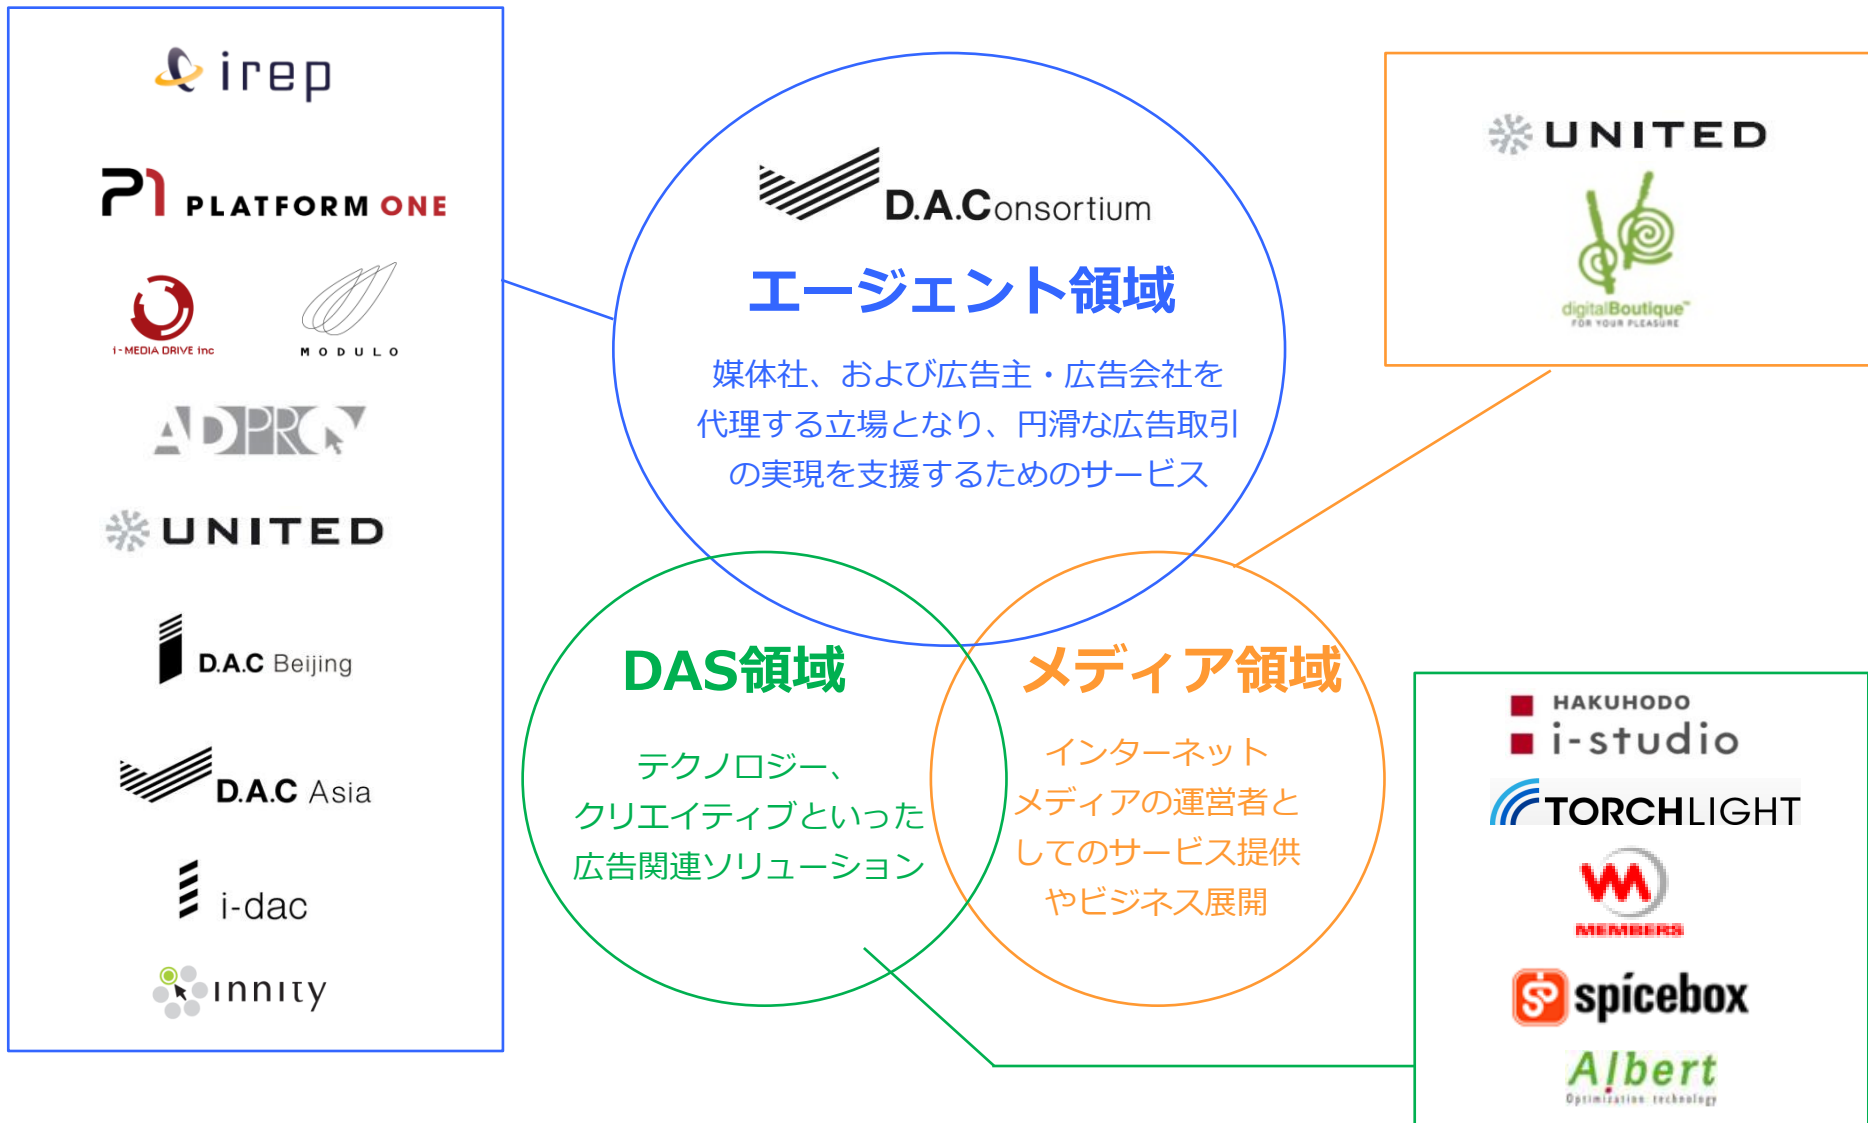 irep
P1 PLATFORM ONE
i-MEDIA DRIVE inc
MODULO
ADPRO
UNITED
D.A.C Beijing
D.A.C Asia
i-dac
innity
D.A.Consortium
エージェント領域
媒体社、および広告主・広告会社を
代理する立場となり、円滑な広告取引
の実現を支援するためのサービス
DAS領域
テクノロジー、
クリエイティブといった
広告関連ソリューション
メディア領域
インターネット
メディアの運営者と
してのサービス提供
やビジネス展開
UNITED
digitalBoutique™
FOR YOUR PLEASURE
HAKUHODO
i-studio
TORCHLIGHT
MEMBERS
spicebox
Albert
Optimization technology